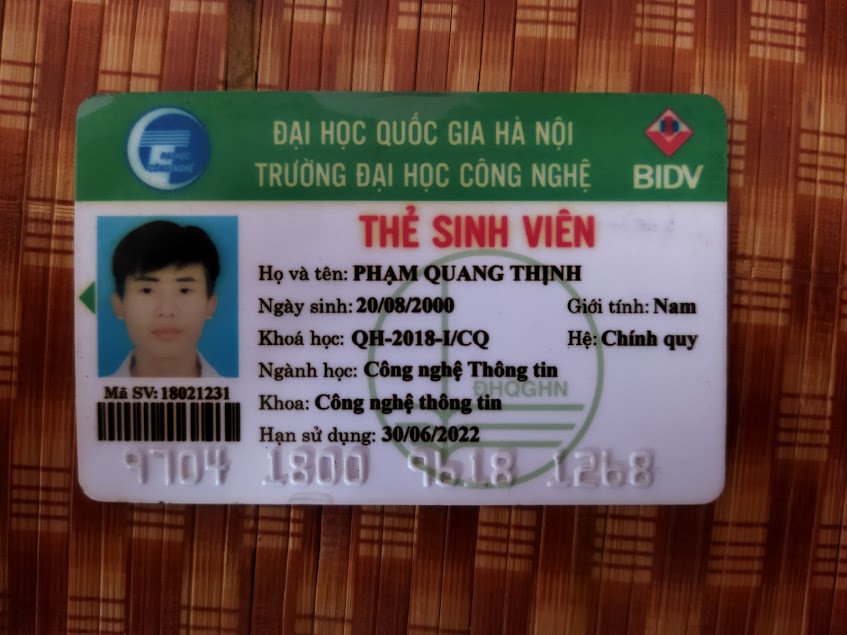 ĐẠI HỌC QUỐC GIA HÀ NỘI
TRƯỜNG ĐẠI HỌC CÔNG NGHỆ
BIDV
THẺ SINH VIÊN
Họ và tên: PHẠM QUANG THỊNH
Ngày sinh: 20/08/2000 Giới tính: Nam
Khoá học: QH-2018-I/CQ Hệ: Chính quy
Ngành học: Công nghệ Thông tin
ĐHQGHN
Mã SV: 18021231
Khoa: Công nghệ thông tin
Hạn sử dụng: 30/06/2022
9704 1800 9618 1268